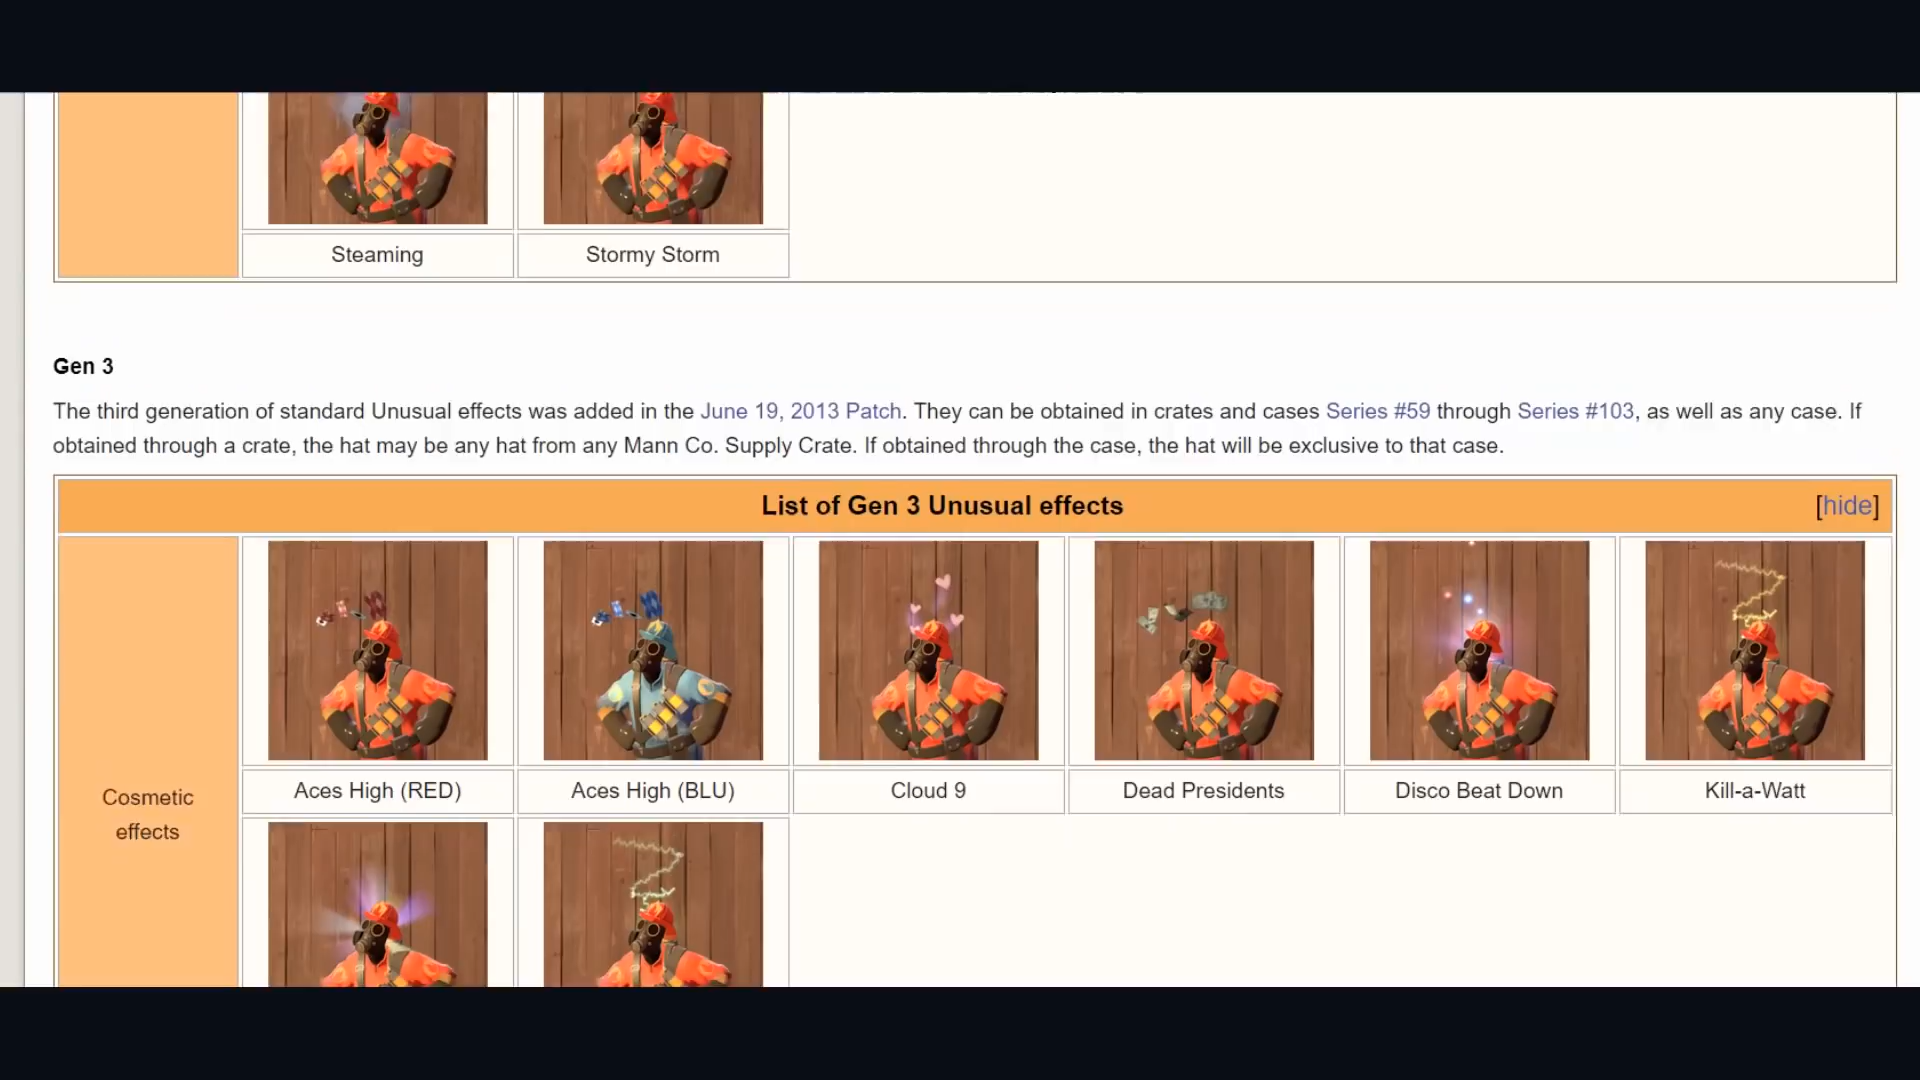 Steaming
Stormy Storm
Gen 3
The third generation of standard Unusual effects was added in the June 19, 2013 Patch. They can be obtained in crates and cases Series #59 through Series #103, as well as any case. If
obtained through a crate, the hat may be any hat from any Mann Co. Supply Crate. If obtained through the case, the hat will be exclusive to that case.
List of Gen 3 Unusual effects
[hide]
Cosmetic
effects
Aces High (RED)
Aces High (BLU)
Cloud 9
Dead Presidents
Disco Beat Down
Kill-a-Watt